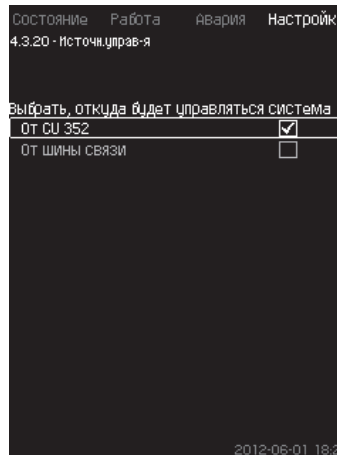 Состояние Работа Авария Настройк
4.3.20 - Источн.управ-я
Выбрать, откуда будет управляться система
От CU 352
От шины связи
2012-06-01 18:2